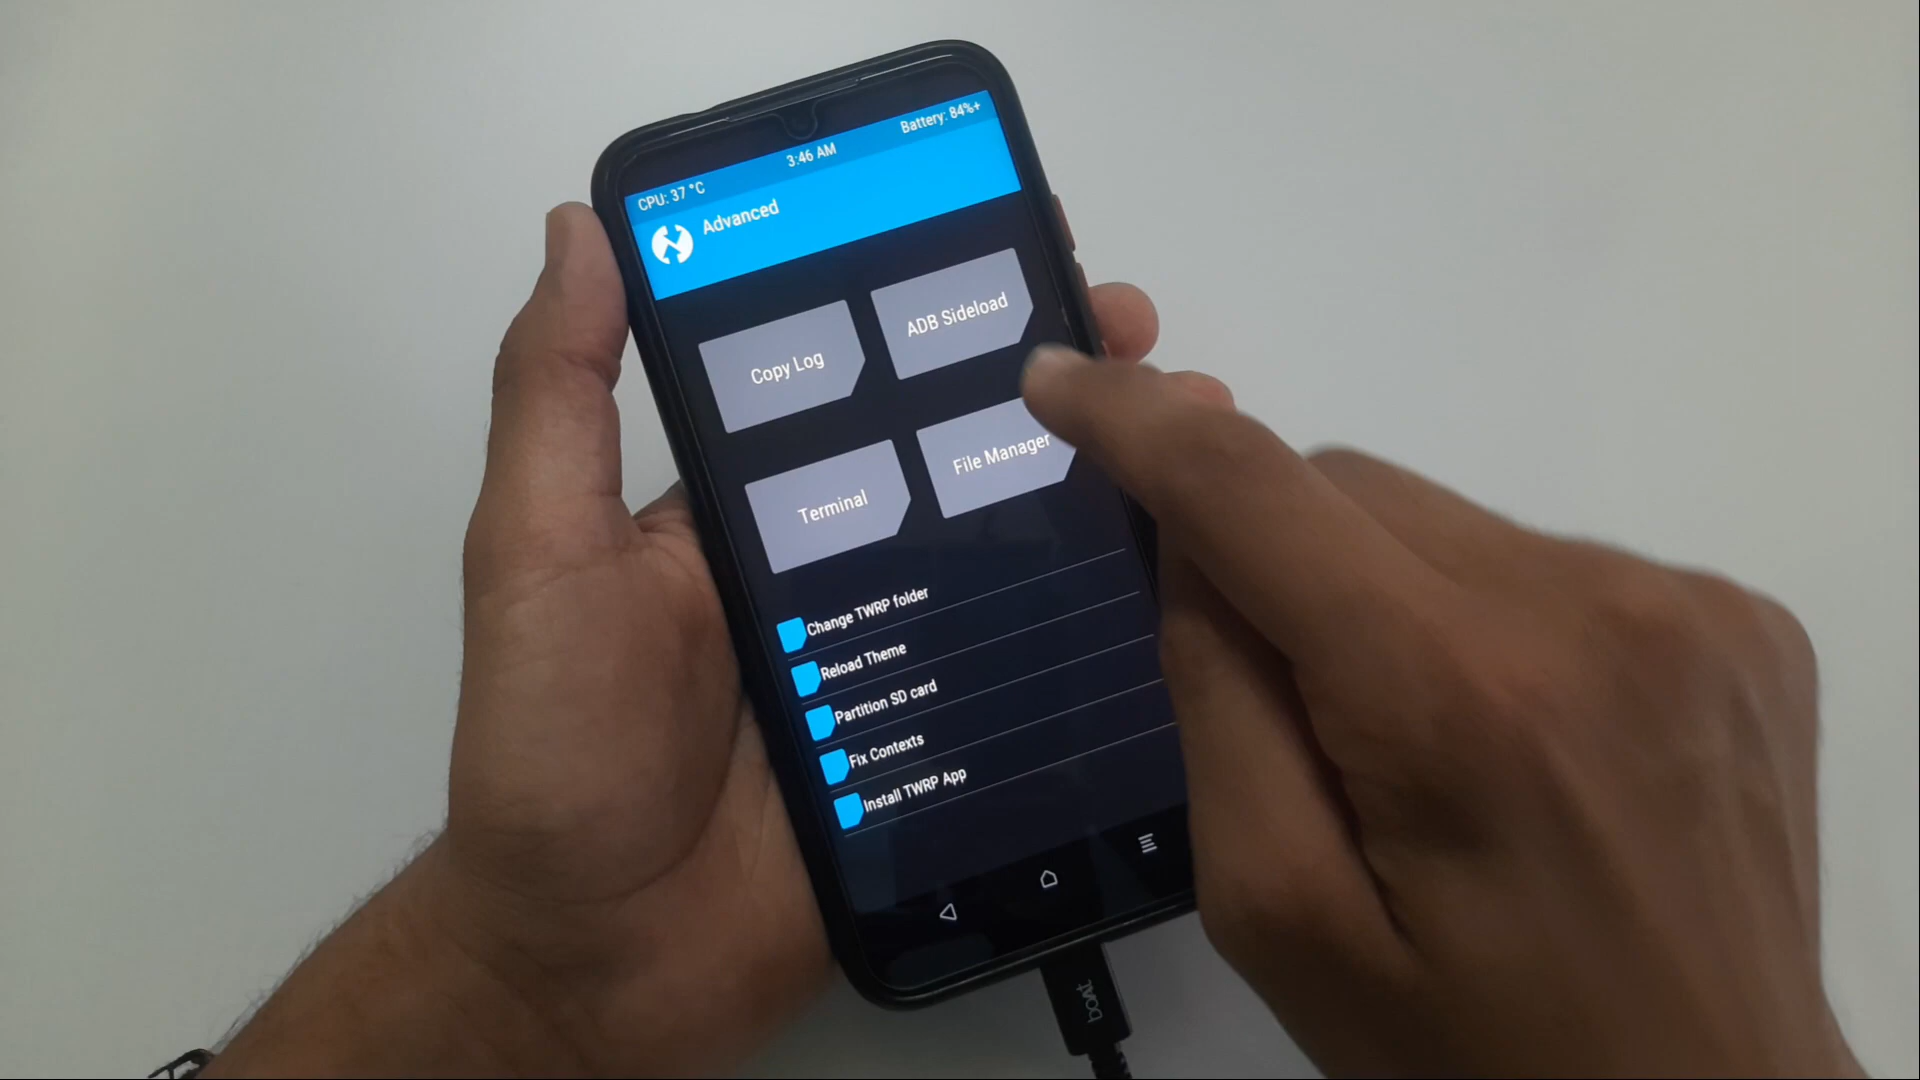 Battery: 84%+
3:46 AM
CPU: 37 °C
Advanced
Copy Log
ADB Sideload
Terminal
File Manager
Change TWRP folder
Reload Theme
Partition SD card
Fix Contexts
Install TWRP App
boAt